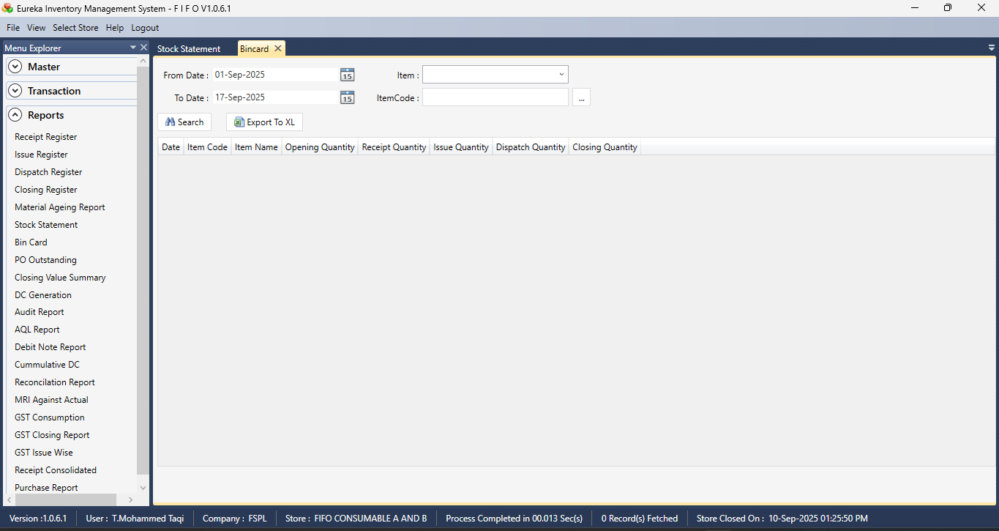 Eureka Inventory Management System - F I F O V1.0.6.1
File View Select Store Help Logout
Menu Explorer
Master
Transaction
Reports
Receipt Register
Issue Register
Dispatch Register
Closing Register
Material Ageing Report
Stock Statement
Bin Card
PO Outstanding
Closing Value Summary
DC Generation
Audit Report
AQL Report
Debit Note Report
Cummulative DC
Reconcilation Report
MRI Against Actual
GST Consumption
GST Closing Report
GST Issue Wise
Receipt Consolidated
Purchase Report
Stock Statement Bincard
From Date : 01-Sep-2025 15 Item :
To Date : 17-Sep-2025 15 ItemCode : ...
Search Export To XL
Date Item Code Item Name Opening Quantity Receipt Quantity Issue Quantity Dispatch Quantity Closing Quantity
Version :1.0.6.1 User : T.Mohammed Taqi Company : FSPL Store : FIFO CONSUMABLE A AND B Process Completed in 00.013 Sec(s) 0 Record(s) Fetched Store Closed On : 10-Sep-2025 01:25:50 PM